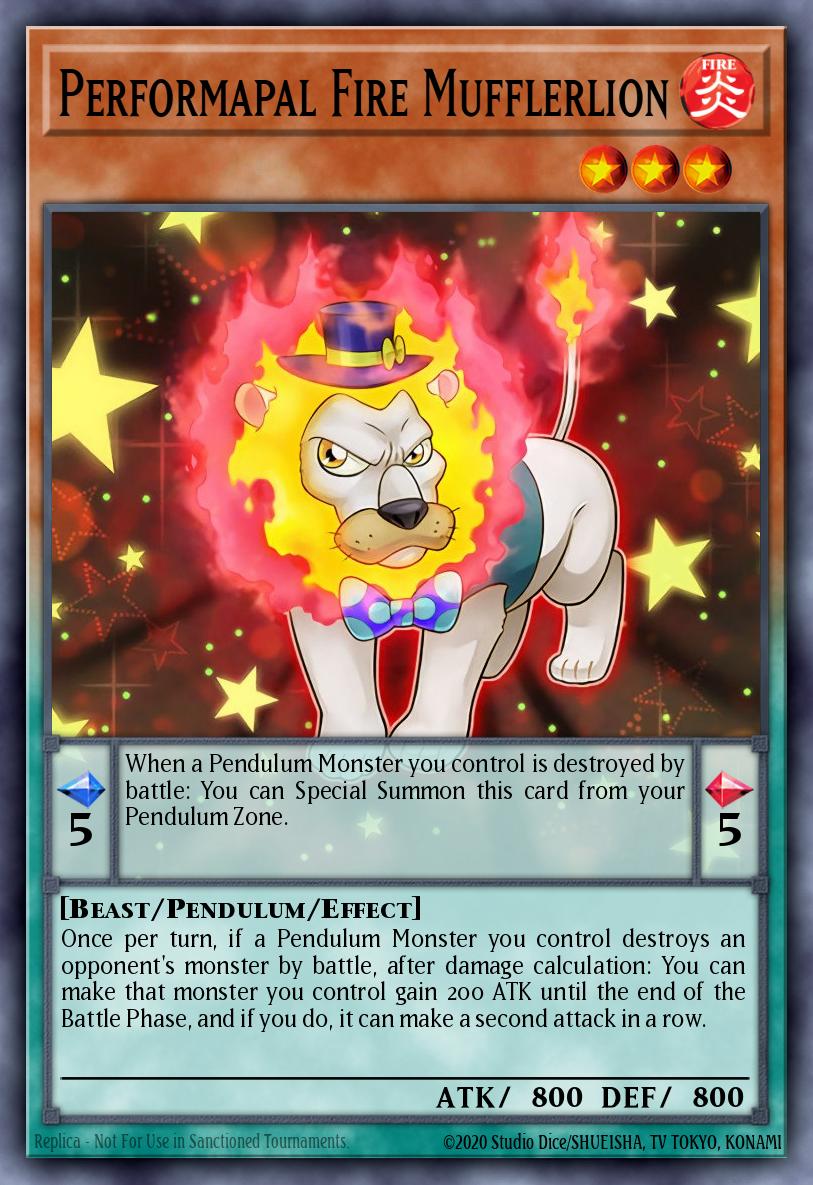 Performapal Fire Mufflerlion
FIRE
炎
When a Pendulum Monster you control is destroyed by
battle: You can Special Summon this card from your
Pendulum Zone.
5
5
[Beast/Pendulum/Effect]
Once per turn, if a Pendulum Monster you control destroys an
opponent's monster by battle, after damage calculation: You can
make that monster you control gain 200 ATK until the end of the
Battle Phase, and if you do, it can make a second attack in a row.
ATK/ 800 DEF/ 800
Replica - Not For Use in Sanctioned Tournaments.
©2020 Studio Dice/SHUEISHA, TV TOKYO, KONAMI